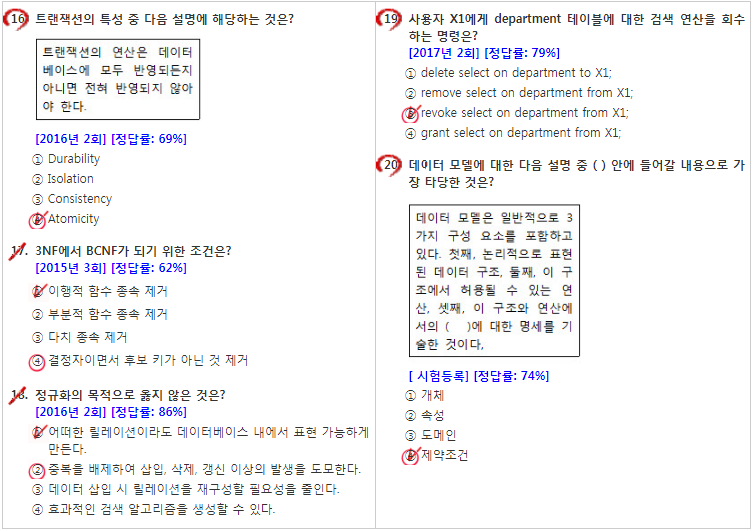 16. 트랜잭션의 특성 중 다음 설명에 해당하는 것은?
트랜잭션의 연산은 데이터
베이스에 모두 반영되든지
아니면 전혀 반영되지 않아
야 한다.
[2016년 2회] [정답률: 69%]
① Durability
② Isolation
③ Consistency
④ Atomicity
17. 3NF에서 BCNF가 되기 위한 조건은?
[2015년 3회] [정답률: 62%]
① 이행적 함수 종속 제거
② 부분적 함수 종속 제거
③ 다치 종속 제거
④ 결정자이면서 후보 키가 아닌 것 제거
18. 정규화의 목적으로 옳지 않은 것은?
[2016년 2회] [정답률: 86%]
① 어떠한 릴레이션이라도 데이터베이스 내에서 표현 가능하게
만든다.
② 중복을 배제하여 삽입, 삭제, 갱신 이상의 발생을 도모한다.
③ 데이터 삽입 시 릴레이션을 재구성할 필요성을 줄인다.
④ 효과적인 검색 알고리즘을 생성할 수 있다.
19. 사용자 X1에게 department 테이블에 대한 검색 연산을 회수
하는 명령은?
[2017년 2회] [정답률: 79%]
① delete select on department to X1;
② remove select on department from X1;
③ revoke select on department from X1;
④ grant select on department from X1;
20. 데이터 모델에 대한 다음 설명 중 ( ) 안에 들어갈 내용으로 가
장 타당한 것은?
데이터 모델은 일반적으로 3
가지 구성 요소를 포함하고
있다. 첫째, 논리적으로 표현
된 데이터 구조, 둘째, 이 구
조에서 허용될 수 있는 연
산, 셋째, 이 구조와 연산에
서의 (    )에 대한 명세를 기
술한 것이다,
[ 시험등록] [정답률: 74%]
① 개체
② 속성
③ 도메인
④ 제약조건